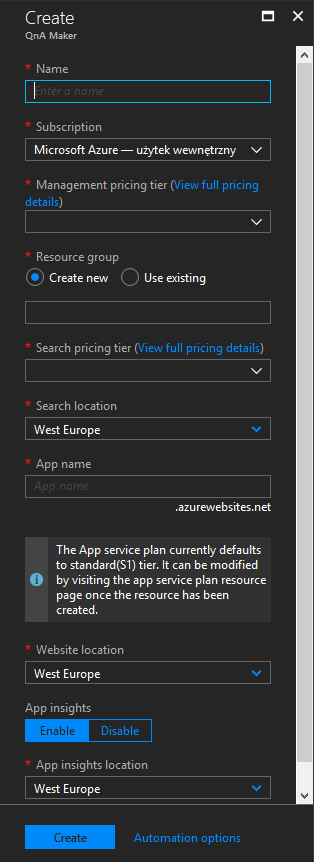 Create
QnA Maker
* Name
Enter a name
* Subscription
Microsoft Azure — użytek wewnętrzny
* Management pricing tier (View full pricing
details)
* Resource group
Create new Use existing
* Search pricing tier (View full pricing details)
* Search location
West Europe
* App name
App name
.azurewebsites.net
The App service plan currently defaults
to standard(S1) tier. It can be modified
by visiting the app service plan resource
page once the resource has been
created.
* Website location
West Europe
App insights
Enable Disable
* App insights location
West Europe
Create Automation options